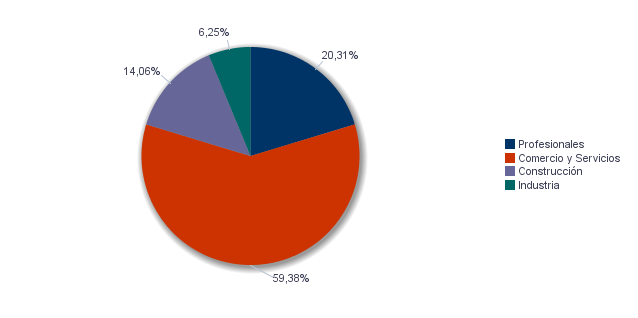 6,25%
20,31%
14,06%
59,38%
Profesionales
Comercio y Servicios
Construcción
Industria